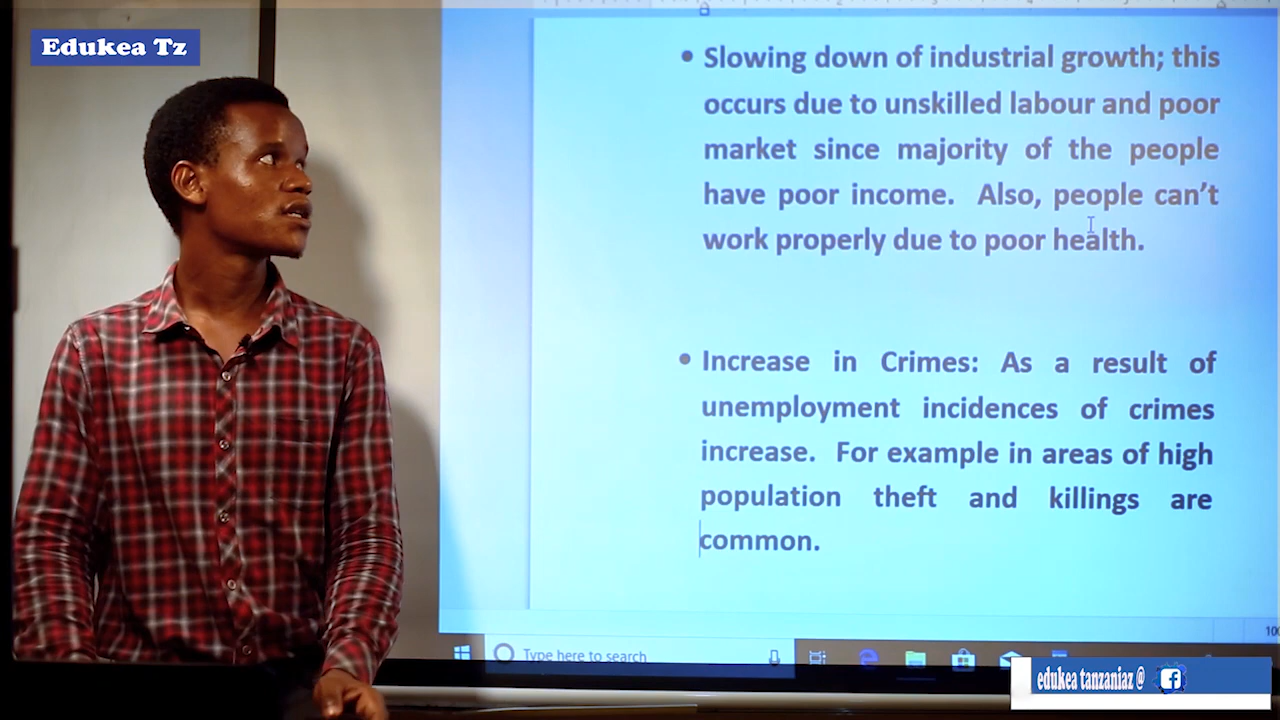 Edukea Tz
• Slowing down of industrial growth; this
occurs due to unskilled labour and poor
market since majority of the people
have poor income. Also, people can't
work properly due to poor health.
• Increase in Crimes: As a result of
unemployment incidences of crimes
increase. For example in areas of high
population theft and killings are
common.
100
Type here to search
edukea tanzaniaz @